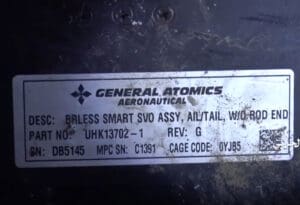 GENERAL ATOMICS
AERONAUTICAL
DESC: BRLESS SMART SVO ASSY, AIL/TAIL, W/O ROD END
PART NO.: UHK13702-1 REV: G
SN: DB5145 MPC SN: C1391 CAGE CODE: 0YJ85